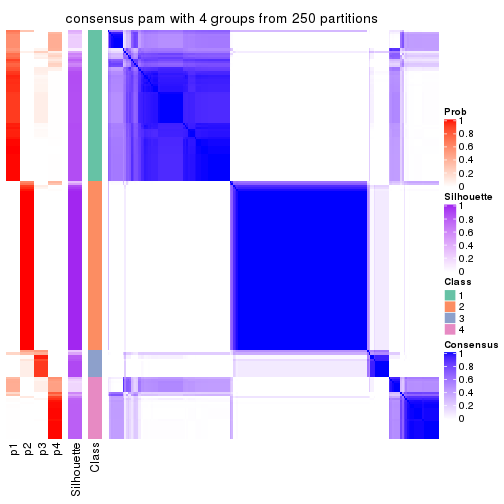 consensus pam with 4 groups from 250 partitions
Prob
1
0.8
0.6
0.4
0.2
0
Silhouette
1
0.8
0.6
0.4
0.2
0
Class
1
2
3
4
Consensus
1
0.8
0.6
0.4
0.2
0
p1
p2
p3
p4
Silhouette
Class